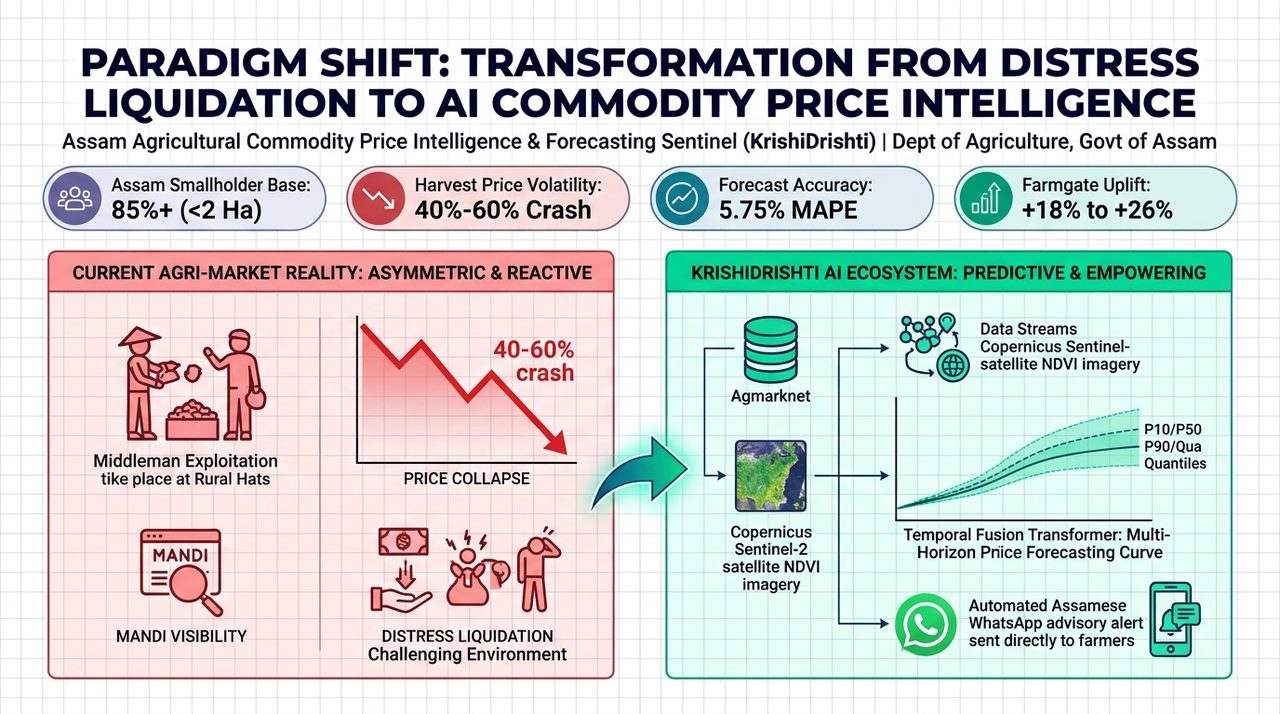 PARADIGM SHIFT: TRANSFORMATION FROM DISTRESS
LIQUIDATION TO AI COMMODITY PRICE INTELLIGENCE
Assam Agricultural Commodity Price Intelligence & Forecasting Sentinel (KrishiDrishti) | Dept of Agriculture, Govt of Assam
Assam Smallholder Base:
85%+ (<2 Ha)
Harvest Price Volatility:
40%-60% Crash
Forecast Accuracy:
5.75% MAPE
Farmgate Uplift:
+18% to +26%
CURRENT AGRI-MARKET REALITY: ASYMMETRIC & REACTIVE
Middleman Exploitation
tike place at Rural Hats
40-60%
crash
PRICE COLLAPSE
MANDI
MANDI VISIBILITY
DISTRESS LIQUIDATION
Challenging Environment
KRISHIDRISHTI AI ECOSYSTEM: PREDICTIVE & EMPOWERING
Agmarknet
Copernicus
Sentinel-2
satellite NDVI
imagery
Data Streams
Copernicus Sentinel-
satellite NDVI imagery
P10/P50
P90/Qua
Quantiles
Temporal Fusion Transformer: Multi-
Horizon Price Forecasting Curve
Automated Assamese
WhatsApp advisory alert
sent directly to farmers